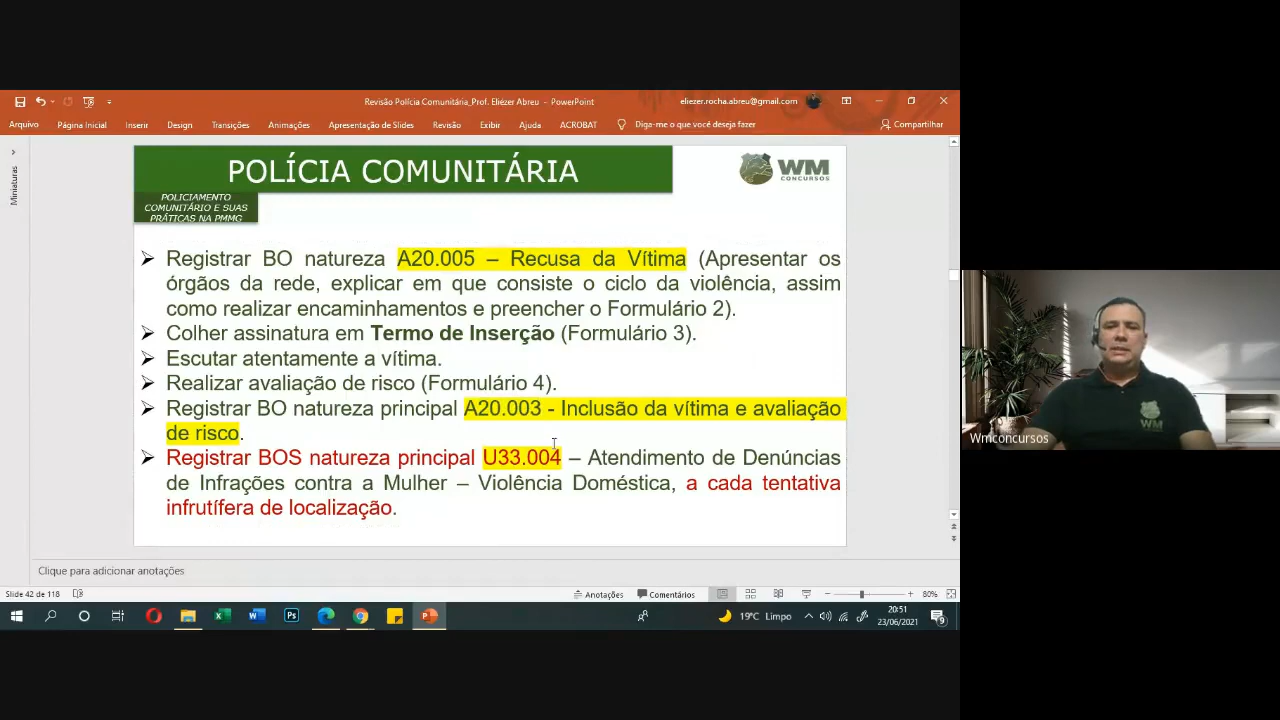 Revisão Polícia Comunitária_Prof. Eliezer Abreu - PowerPoint
eliezer.rocha.abreu@gmail.com
Arquivo Página Inicial Inserir Design Transições Animações Apresentação de Slides Revisão Exibir Ajuda ACROBAT Diga-me o que você deseja fazer Compartilhar
Miniaturas
POLÍCIA COMUNITÁRIA
WM
CONCURSOS
POLICIAMENTO
COMUNITÁRIO E SUAS
PRÁTICAS NA PMMG
Registrar BO natureza A20.005 – Recusa da Vítima (Apresentar os
órgãos da rede, explicar em que consiste o ciclo da violência, assim
como realizar encaminhamentos e preencher o Formulário 2).
Colher assinatura em Termo de Inserção (Formulário 3).
Escutar atentamente a vítima.
Realizar avaliação de risco (Formulário 4).
Registrar BO natureza principal A20.003 - Inclusão da vítima e avaliação
de risco.
Registrar BOS natureza principal U33.004 – Atendimento de Denúncias
de Infrações contra a Mulher – Violência Doméstica, a cada tentativa
infrutífera de localização.
WM
Wmconcursos
Clique para adicionar anotações
Slide 42 de 118
Anotações Comentários 80%
19°C Limpo
20:51
23/06/2021
9